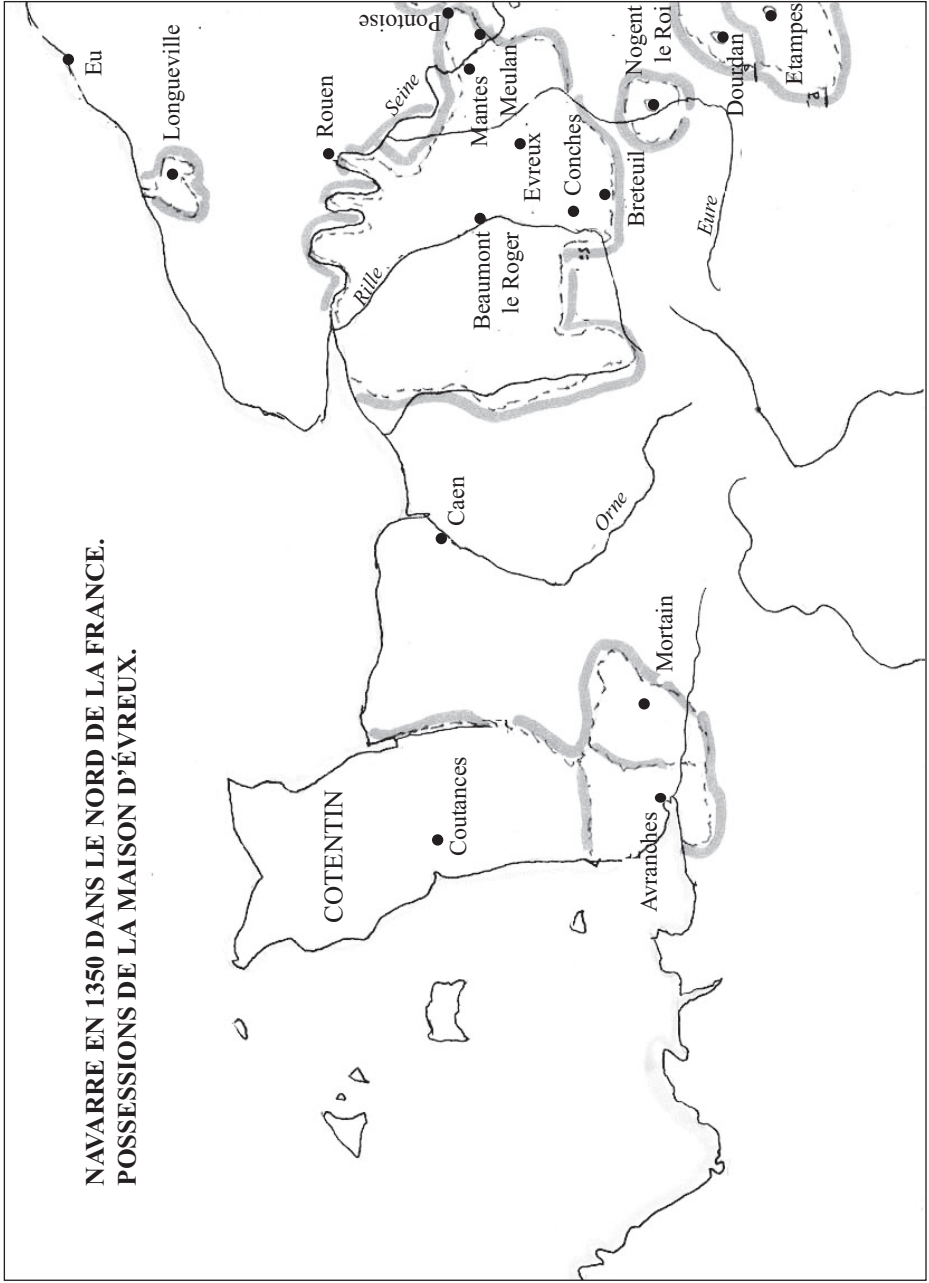 NAVARRE EN 1350 DANS LE NORD DE LA FRANCE.
POSSESSIONS DE LA MAISON D'ÉVREUX.
Eu
Longueville
Rouen
Seine
Pontoise
Mantes
Meulan
Rille
Evreux
Conches
Beaumont
le Roger
Breteuil
Nogent
le Roi
Dourdan
Etampes
Eure
Caen
Orne
COTENTIN
Coutances
Mortain
Avranches